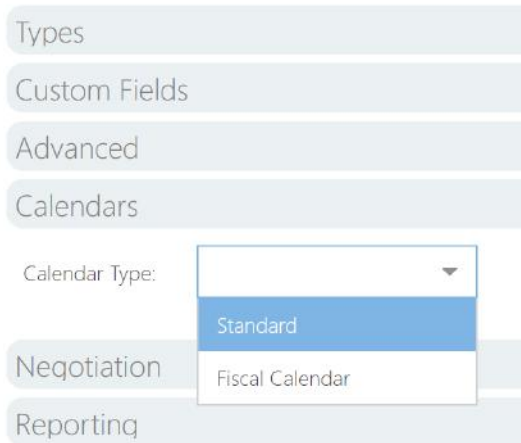 Types
Custom Fields
Advanced
Calendars
Calendar Type:
Standard
Fiscal Calendar
Negotiation
Reporting